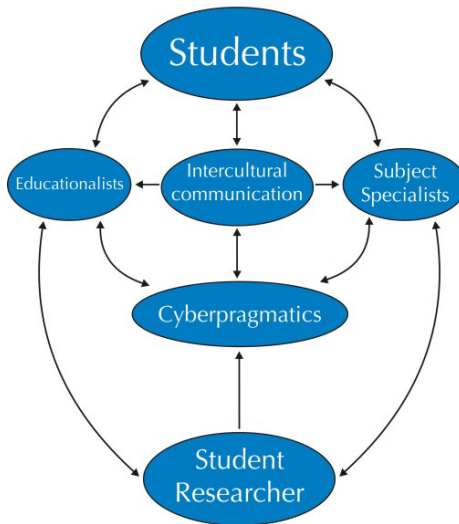 Students
Educationalists
Intercultural
communication
Subject
Specialists
Cyberpragmatics
Student
Researcher